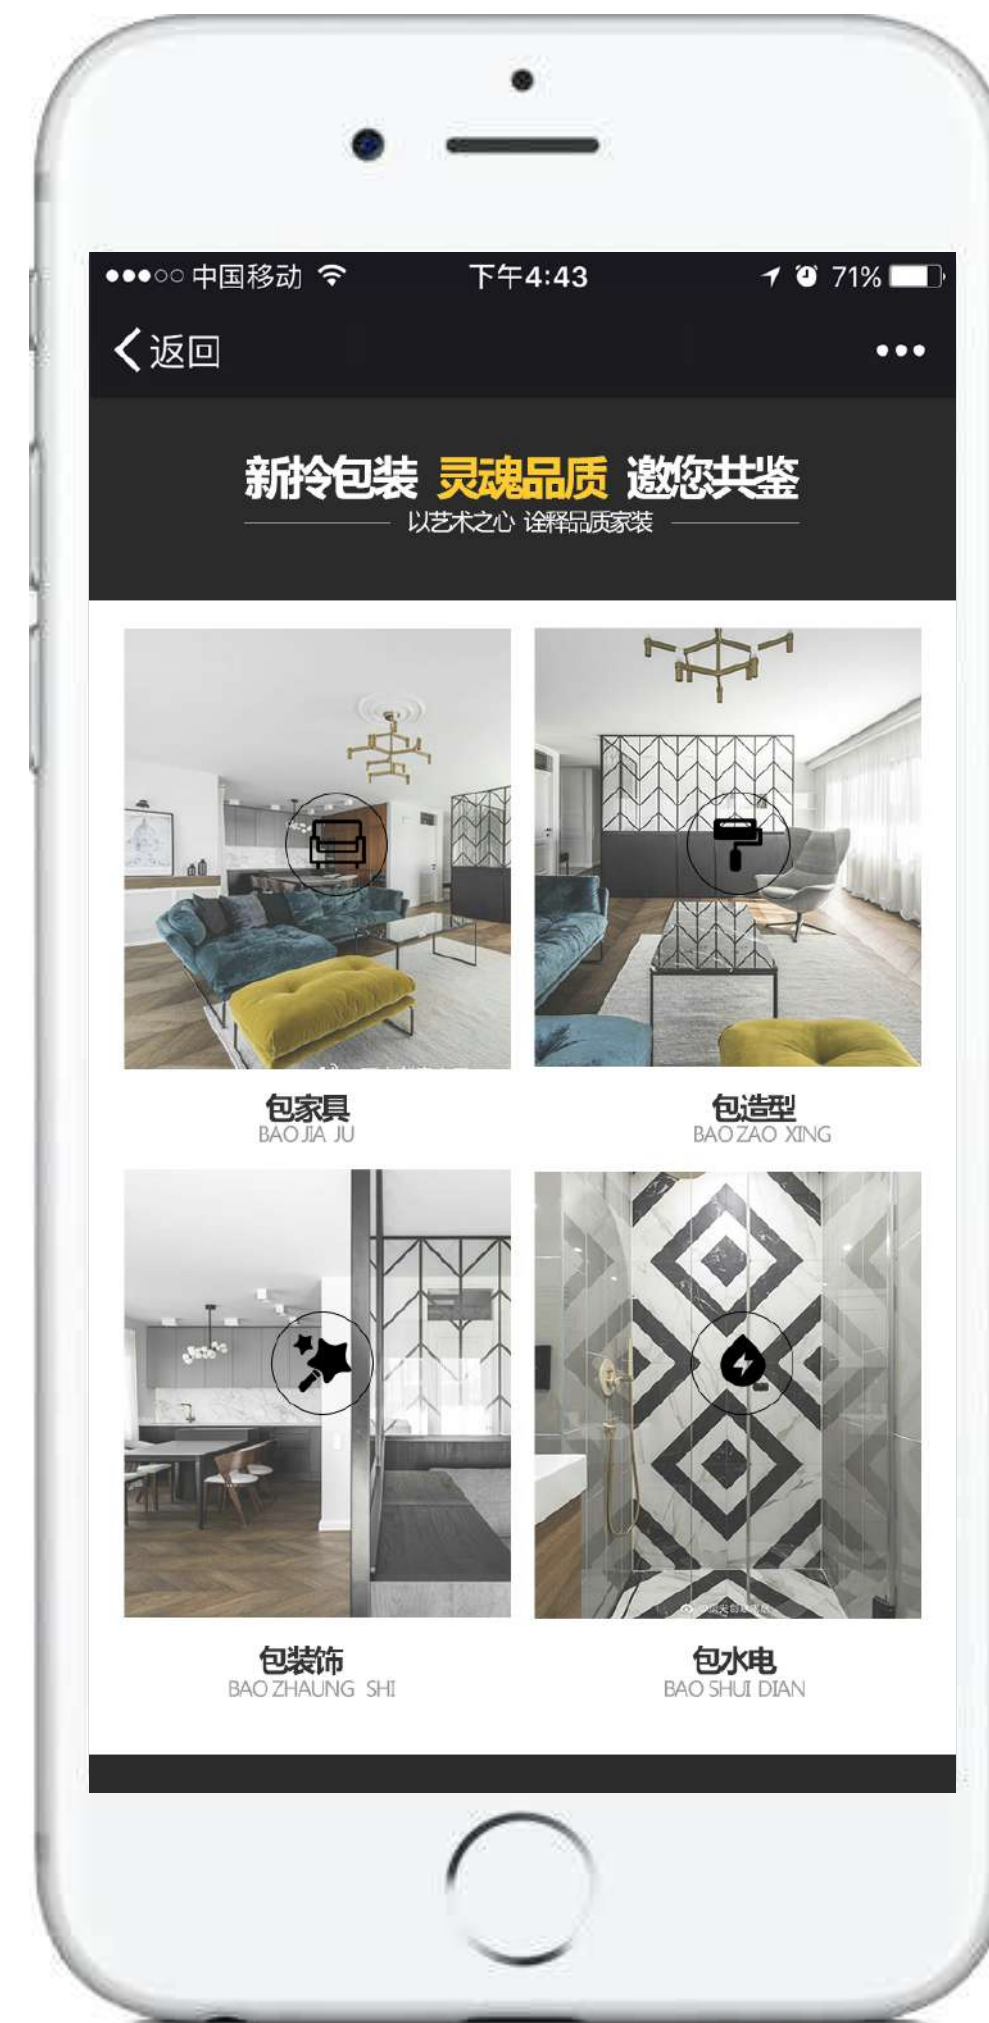 中国移动 下午4:43 71%
返回
新拎包装 灵魂品质 邀您共鉴
以艺术之心 诠释品质家装
包家具
BAO JIA JU
包造型
BAO ZAO XING
包装饰
BAO ZHAUNG SHI
包水电
BAO SHUI DIAN